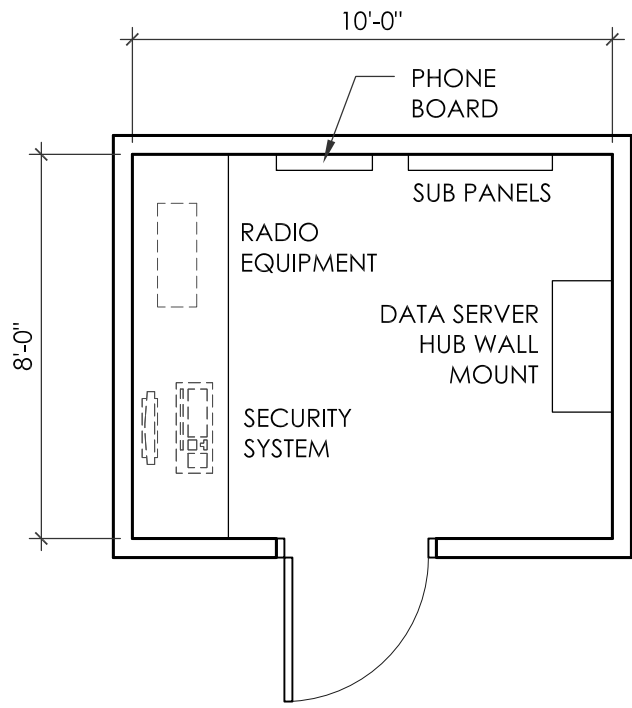 10'-0"
PHONE
BOARD
SUB PANELS
RADIO
EQUIPMENT
DATA SERVER
HUB WALL
MOUNT
8'-0"
SECURITY
SYSTEM